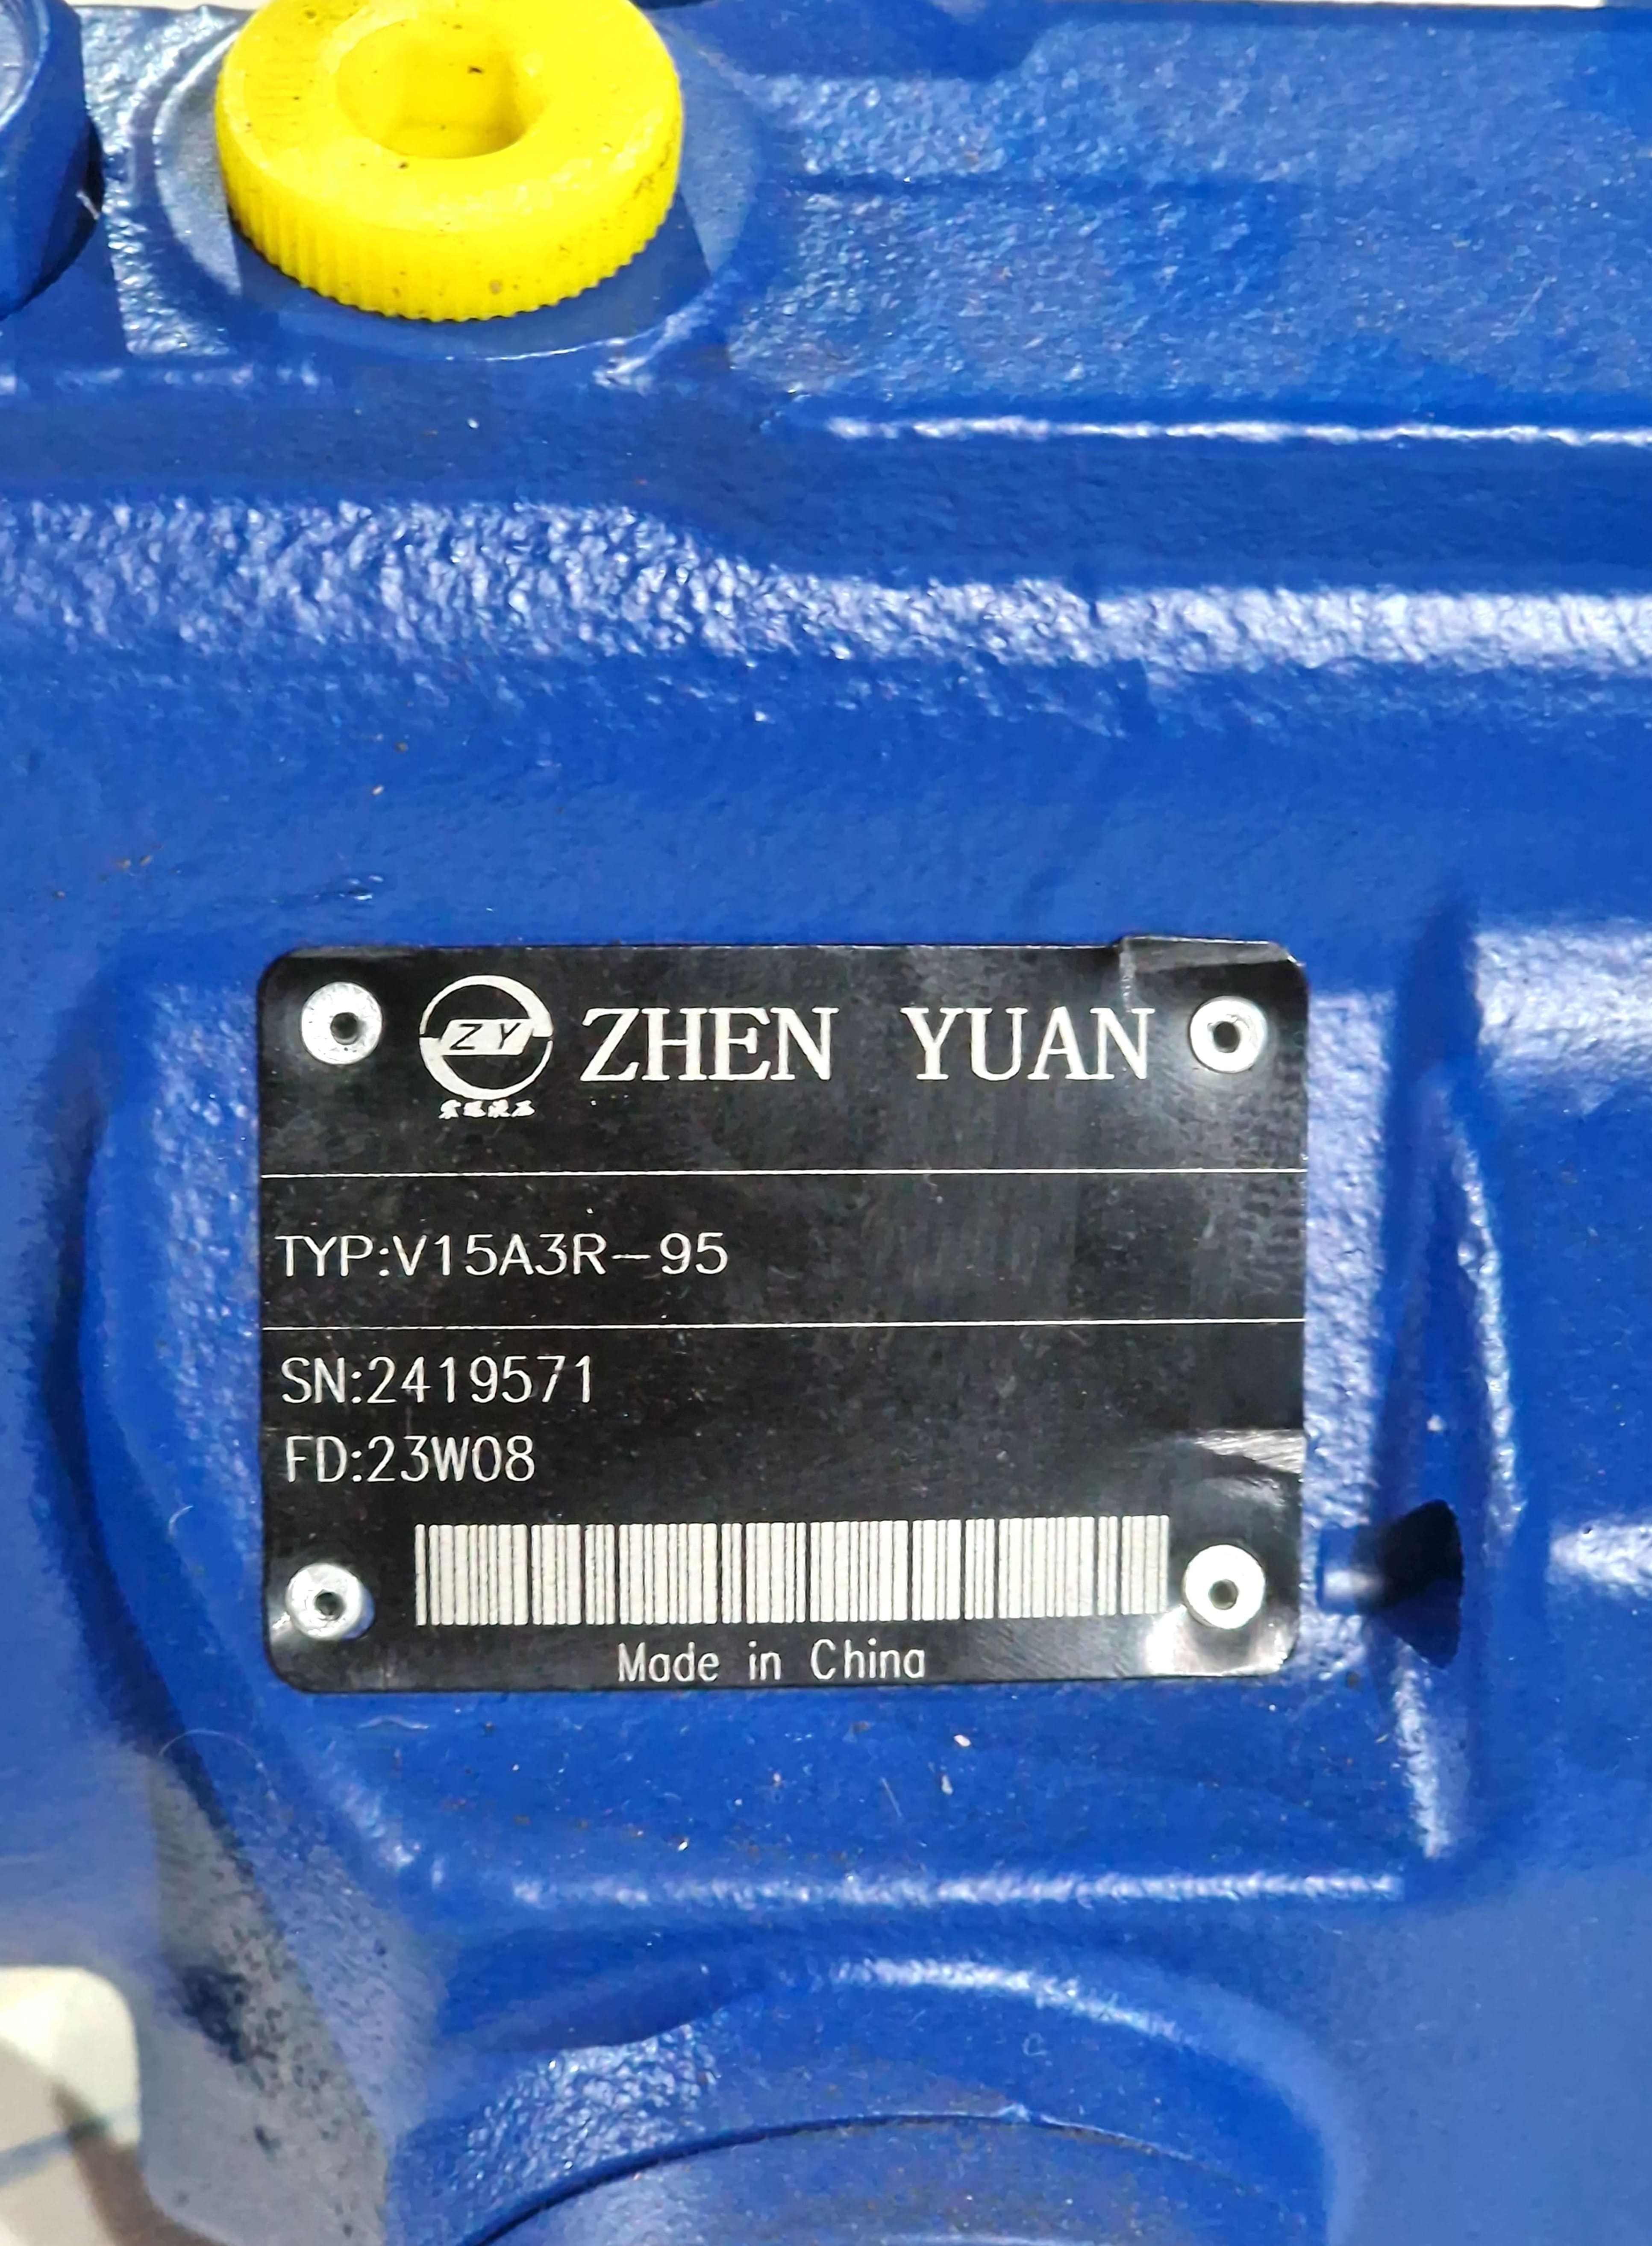 ZY ZHEN YUAN
TYP:V15A3R-95
SN:2419571
FD:23W08
Made in China